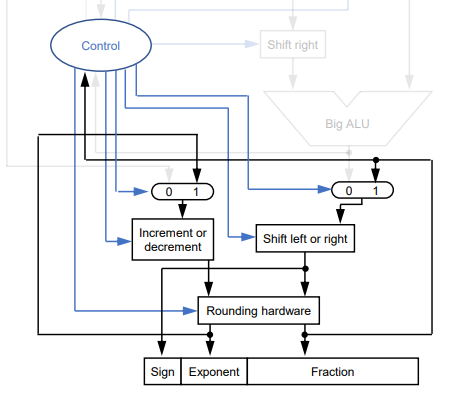 Control
Shift right
Big ALU
0 1
0 1
Increment or
decrement
Shift left or right
Rounding hardware
Sign Exponent Fraction